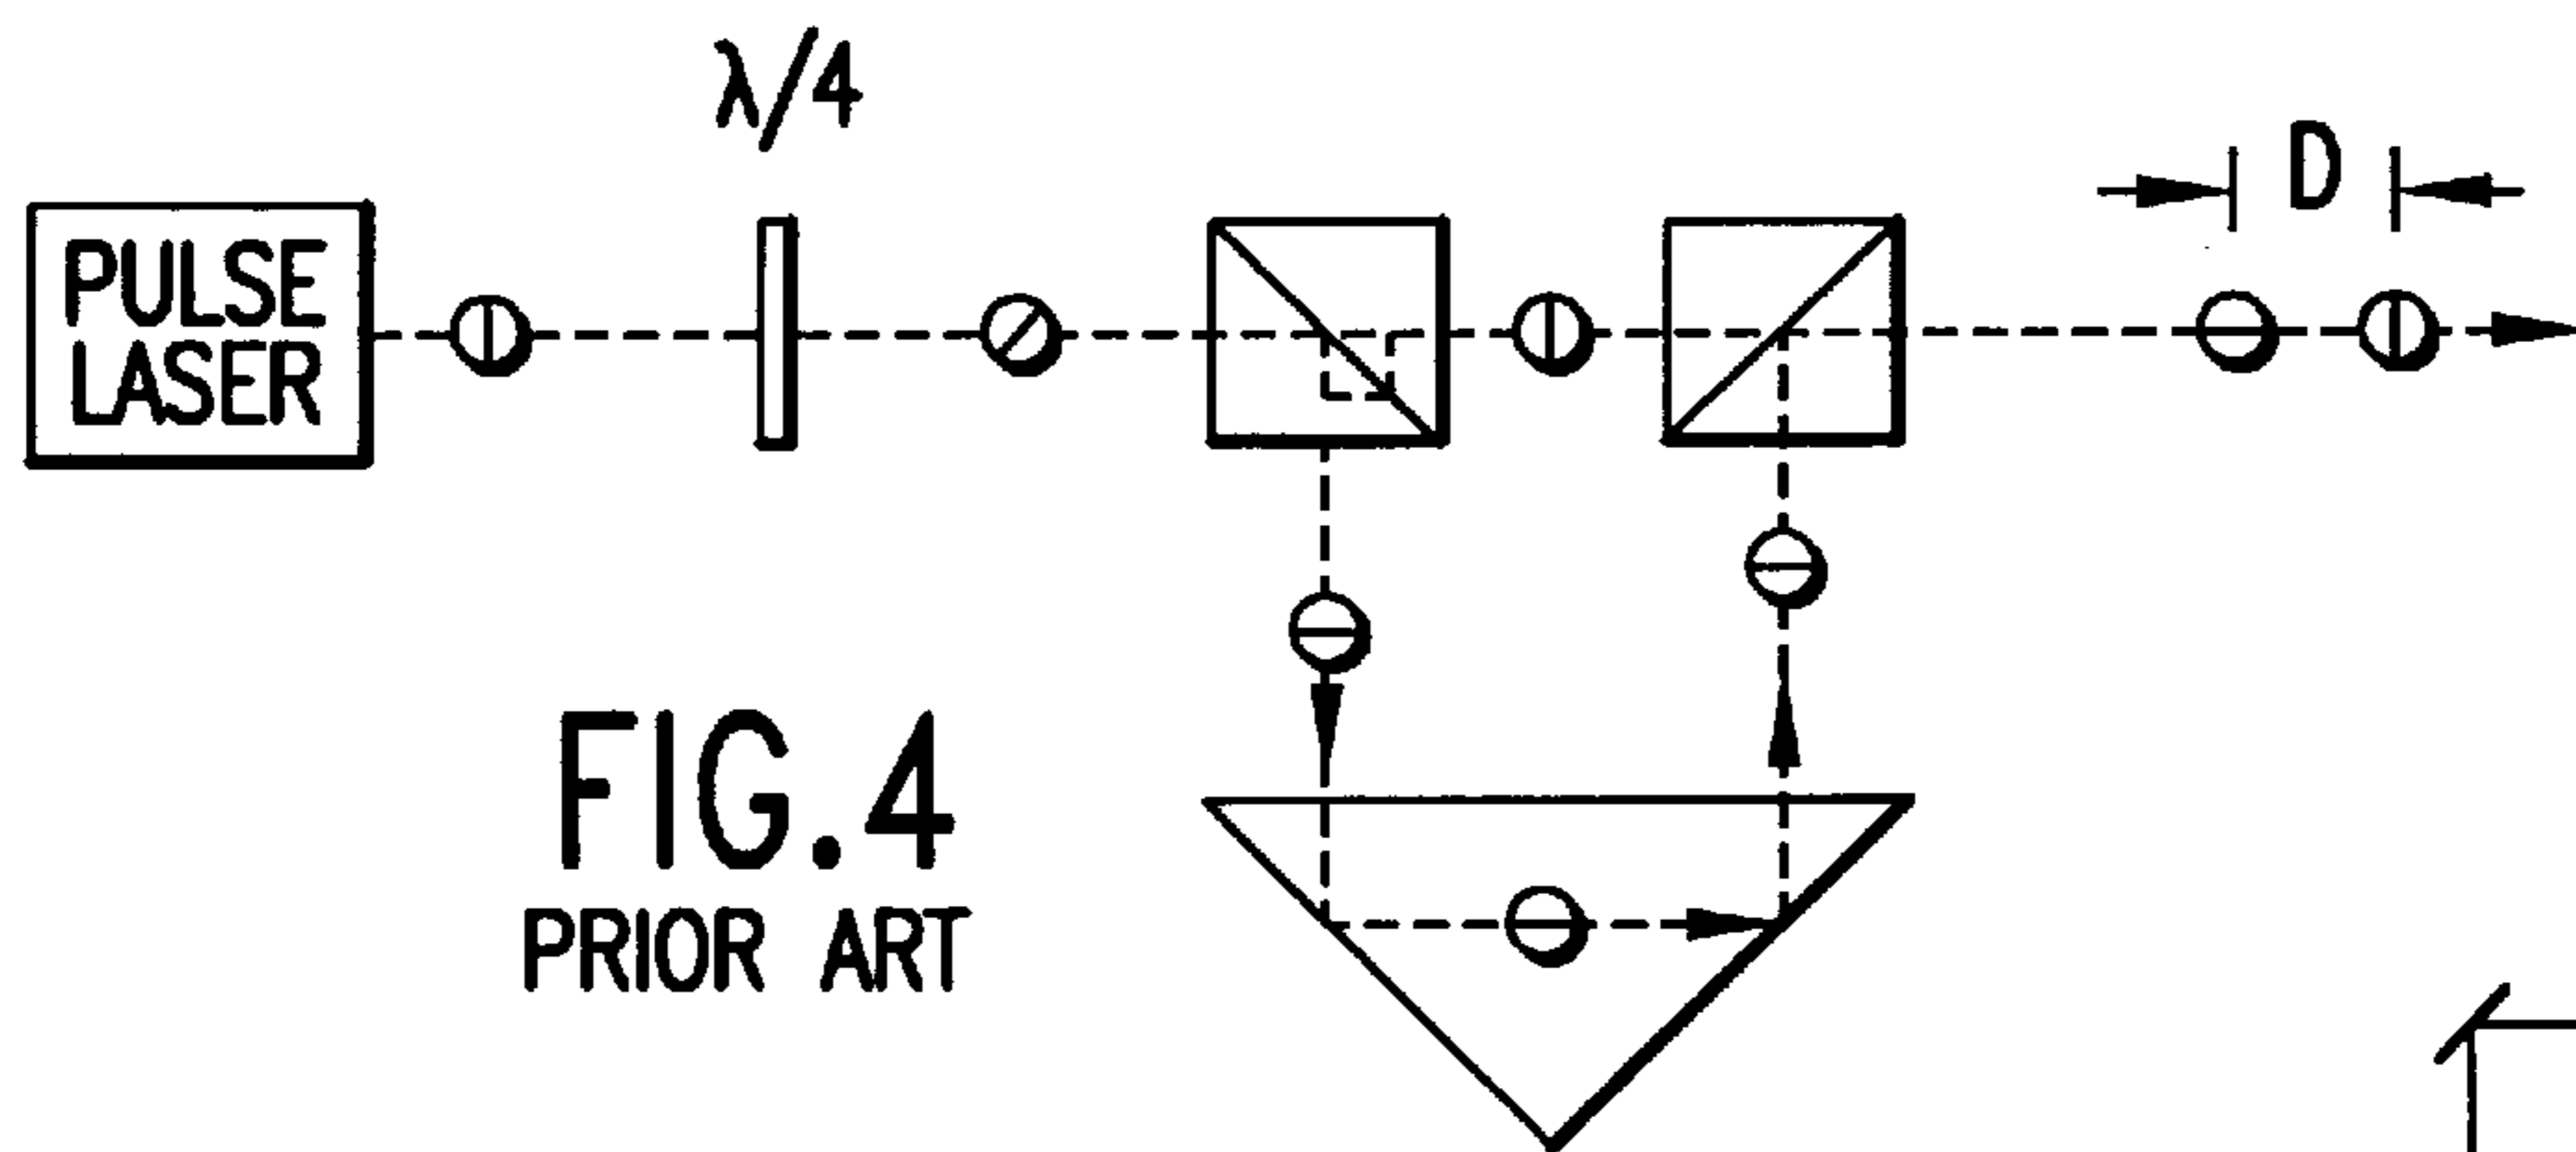 λ/4
D
PULSE
LASER
FIG.4
PRIOR ART